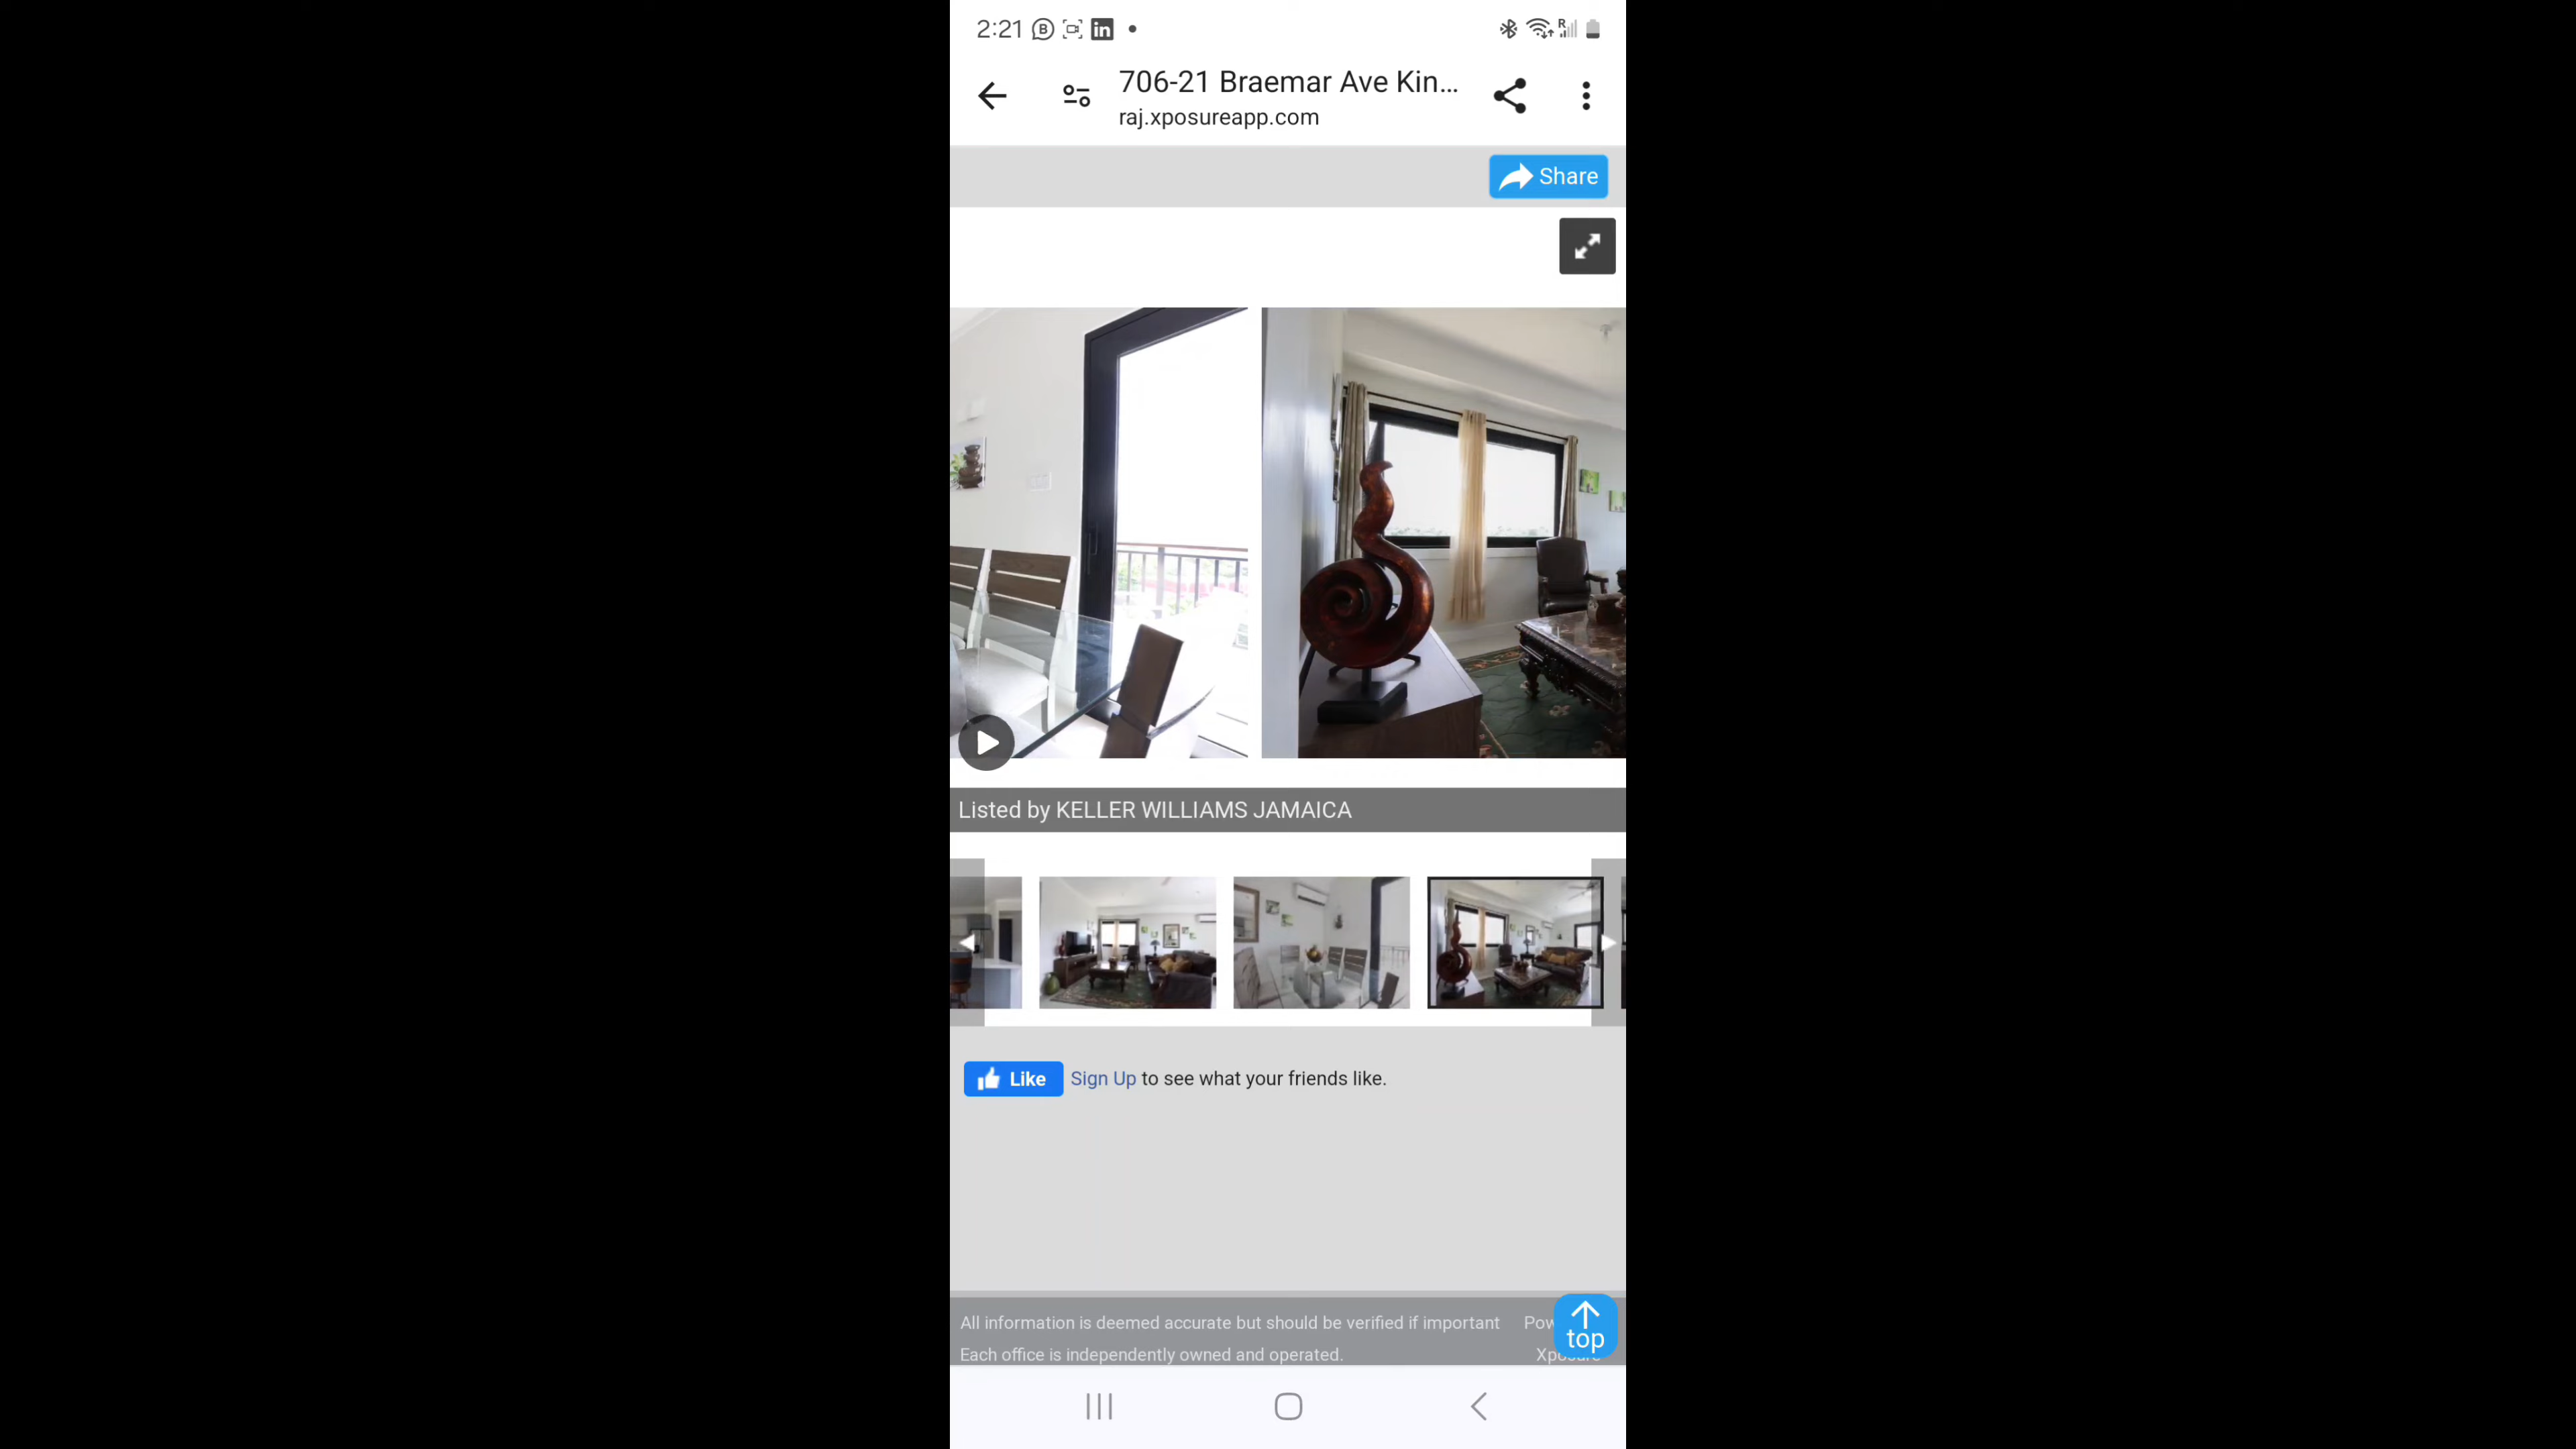 2:21
706-21 Braemar Ave Kin...
raj.xposureapp.com
Share
Listed by KELLER WILLIAMS JAMAICA
Like Sign Up to see what your friends like.
All information is deemed accurate but should be verified if important
Each office is independently owned and operated.
top